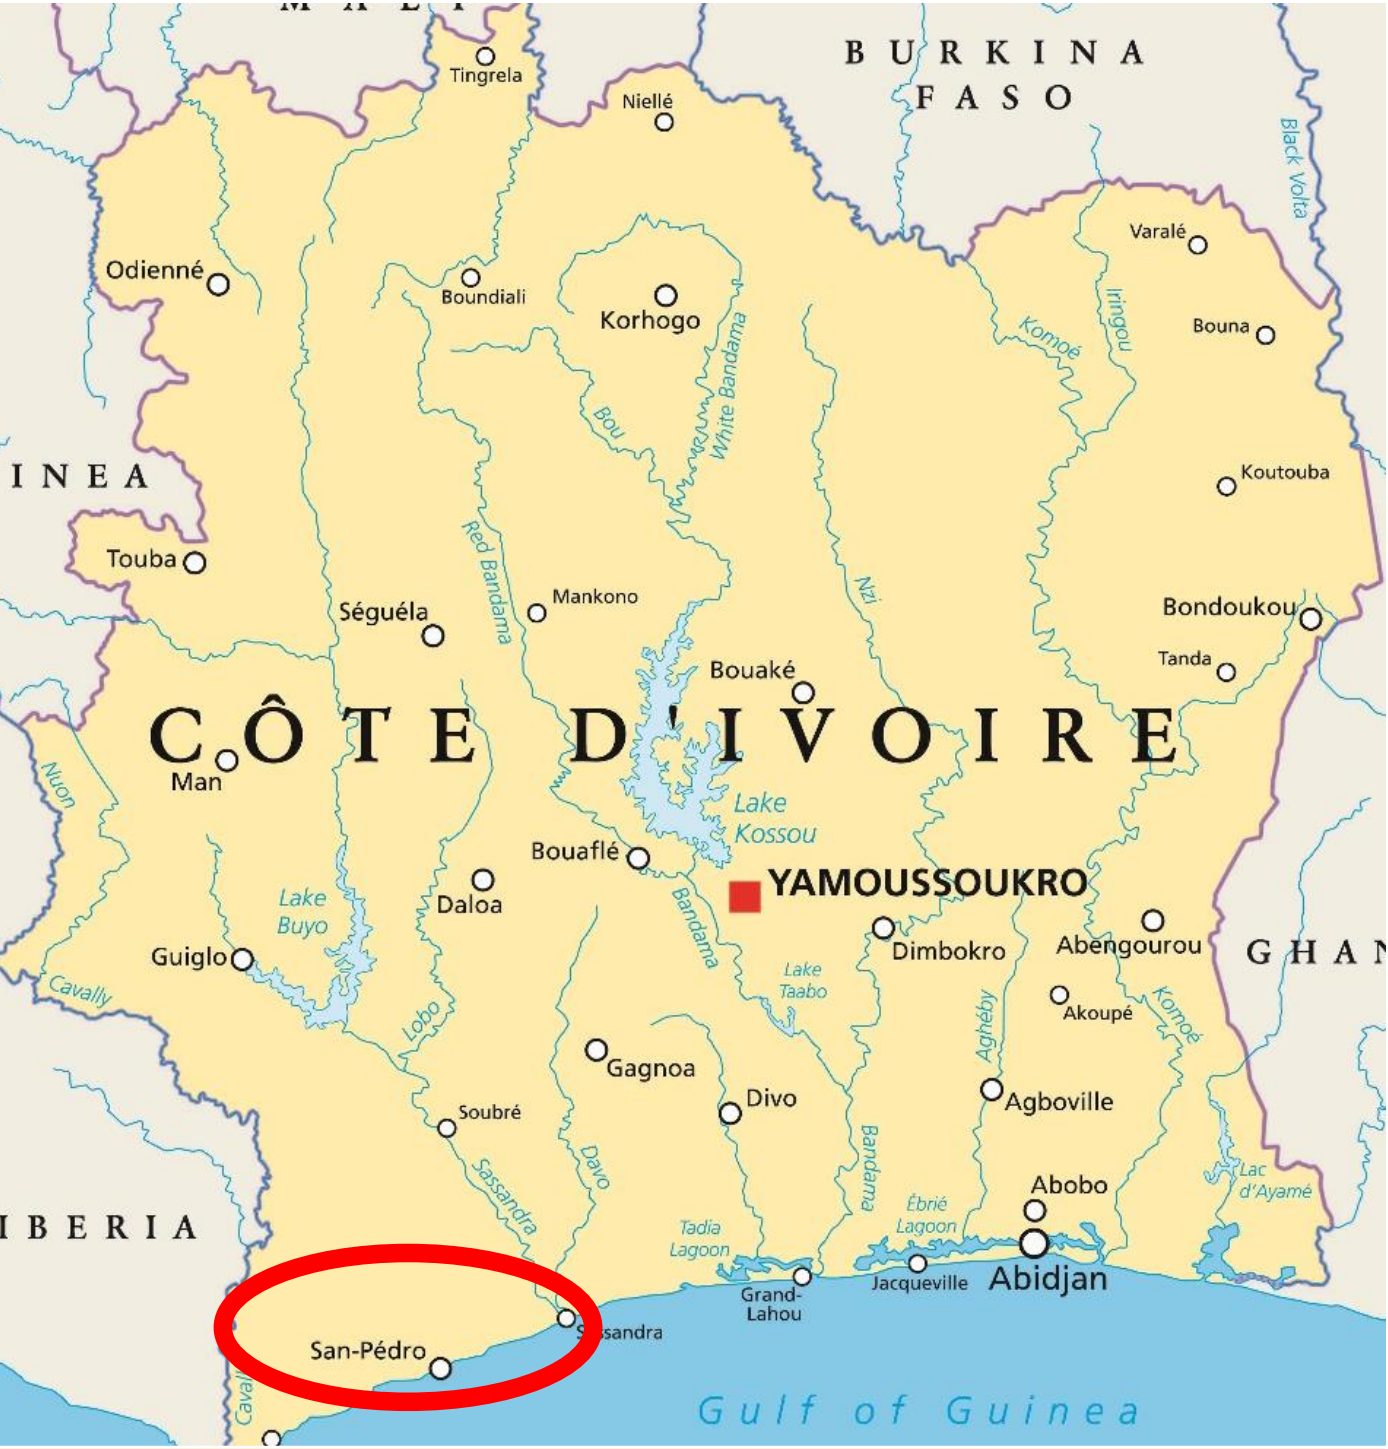 M A L I
BURKINA
FASO
Tingrela
Niellé
Black Volta
Varalé
Odienné
Boundiali
Korhogo
White Bandama
Komoé
Iringou
Bouna
Bou
INEA
Koutouba
Touba
Red Bandama
Séguéla
Mankono
Nzi
Bondoukou
Tanda
Bouaké
CÔTE D'IVOIRE
Man
Nuon
Lake
Kossou
Bouaflé
YAMOUSSOUKRO
Lake
Buyo
Daloa
Bandama
Dimbokro
Abengourou
GHAN
Guiglo
Cavally
Lake
Taabo
Lobo
Aghéby
Akoupé
Komoé
Gagnoa
Divo
Agboville
Soubré
Sassandra
Davo
Bandama
Lac
d'Ayamé
Abobo
IBERIA
Tadia
Lagoon
Ébrié
Lagoon
Jacqueville
Abidjan
Grand-
Lahou
San-Pédro
Cavall
Gulf of Guinea